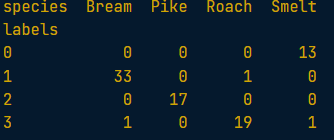 species  Bream  Pike  Roach  Smelt
labels
0            0     0      0     13
1           33     0      1      0
2            0    17      0      0
3            1     0     19      1